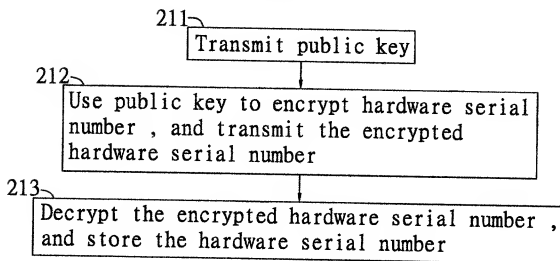 211
Transmit public key
212
Use public key to encrypt hardware serial
number , and transmit the encrypted
hardware serial number
213
Decrypt the encrypted hardware serial number ,
and store the hardware serial number